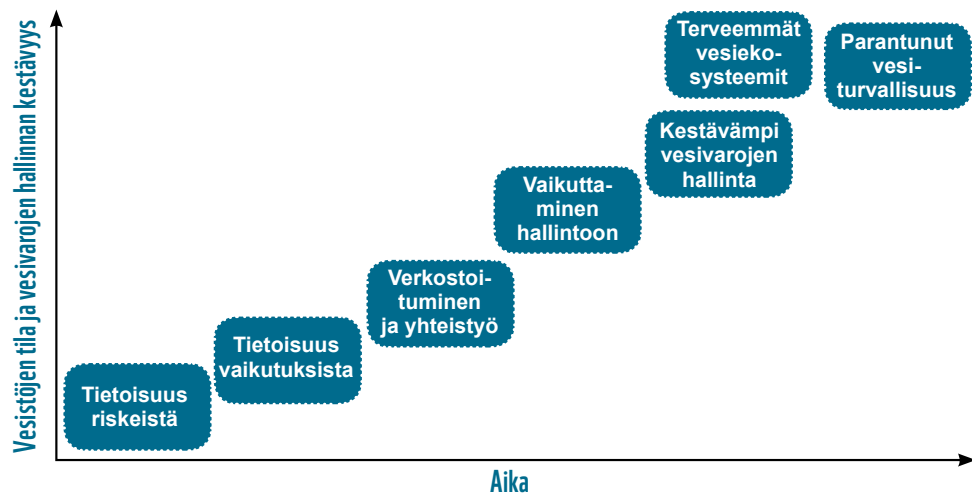 Vesistöjen tila ja vesivarojen hallinnan kestävyys
Terveemmät
vesieko-
systeemit
Parantunut
vesi-
turvallisuus
Kestävämpi
vesivarojen
hallinta
Vaikutta-
minen
hallintoon
Verkostoi-
tuminen
ja yhteistyö
Tietoisuus
vaikutuksista
Tietoisuus
riskeistä
Aika